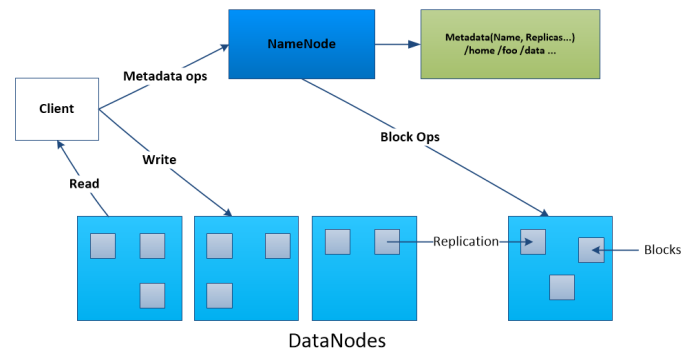 NameNode
Metadata(Name, Replicas...)
/home /foo /data ...
Metadata ops
Client
Block Ops
Write
Read
Replication
Blocks
DataNodes